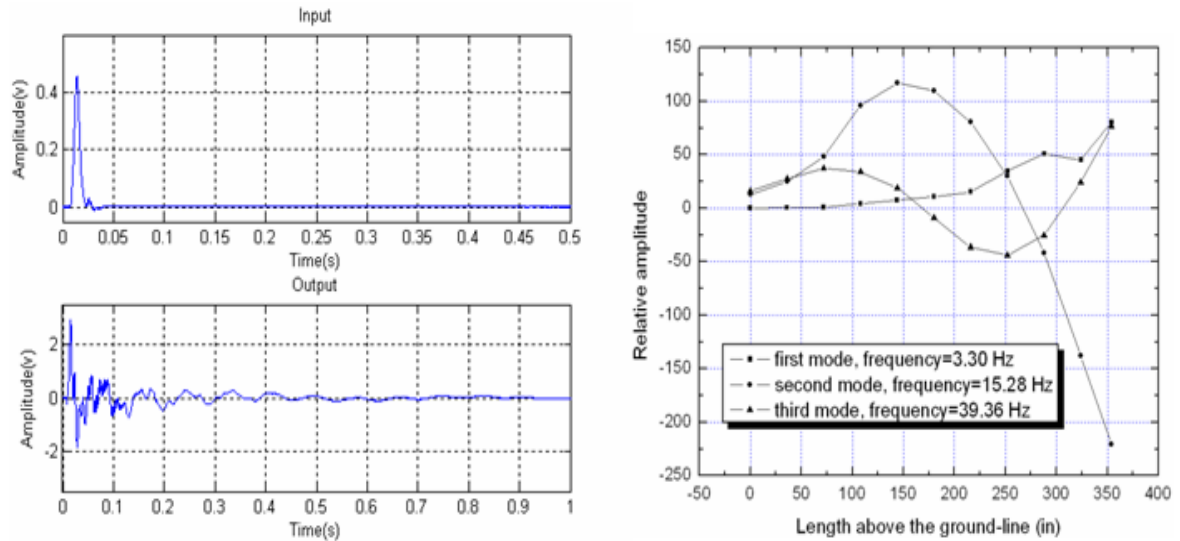 Input
Amplitude(v)
0.4
0.2
0
0 0.05 0.1 0.15 0.2 0.25 0.3 0.35 0.4 0.45 0.5
Time(s)
Output
Amplitude(v)
2
0
-2
0 0.1 0.2 0.3 0.4 0.5 0.6 0.7 0.8 0.9 1
Time(s)
Relative amplitude
150
100
50
0
-50
-100
-150
-200
-250
first mode, frequency=3.30 Hz
second mode, frequency=15.28 Hz
third mode, frequency=39.36 Hz
-50 0 50 100 150 200 250 300 350 400
Length above the ground-line (in)